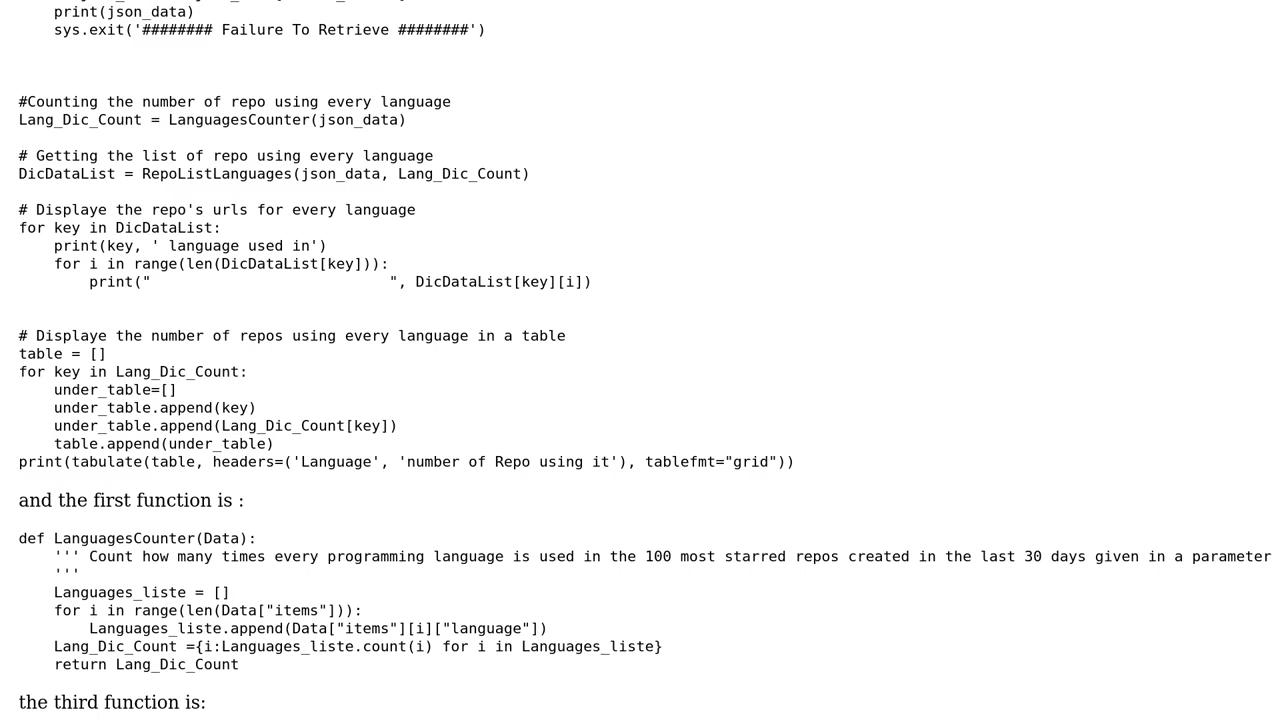 print(json_data)
    sys.exit('######## Failure To Retrieve ########')
#Counting the number of repo using every language
Lang_Dic_Count = LanguagesCounter(json_data)
# Getting the list of repo using every language
DicDataList = RepoListLanguages(json_data, Lang_Dic_Count)
# Displaye the repo's urls for every language
for key in DicDataList:
    print(key, ' language used in')
    for i in range(len(DicDataList[key])):
        print("                           ", DicDataList[key][i])
# Displaye the number of repos using every language in a table
table = []
for key in Lang_Dic_Count:
    under_table=[]
    under_table.append(key)
    under_table.append(Lang_Dic_Count[key])
    table.append(under_table)
print(tabulate(table, headers=('Language', 'number of Repo using it'), tablefmt="grid"))
and the first function is :
def LanguagesCounter(Data):
    ''' Count how many times every programming language is used in the 100 most starred repos created in the last 30 days given in a parameter
    '''
    Languages_liste = []
    for i in range(len(Data["items"])):
        Languages_liste.append(Data["items"][i]["language"])
    Lang_Dic_Count ={i:Languages_liste.count(i) for i in Languages_liste}
    return Lang_Dic_Count
the third function is: